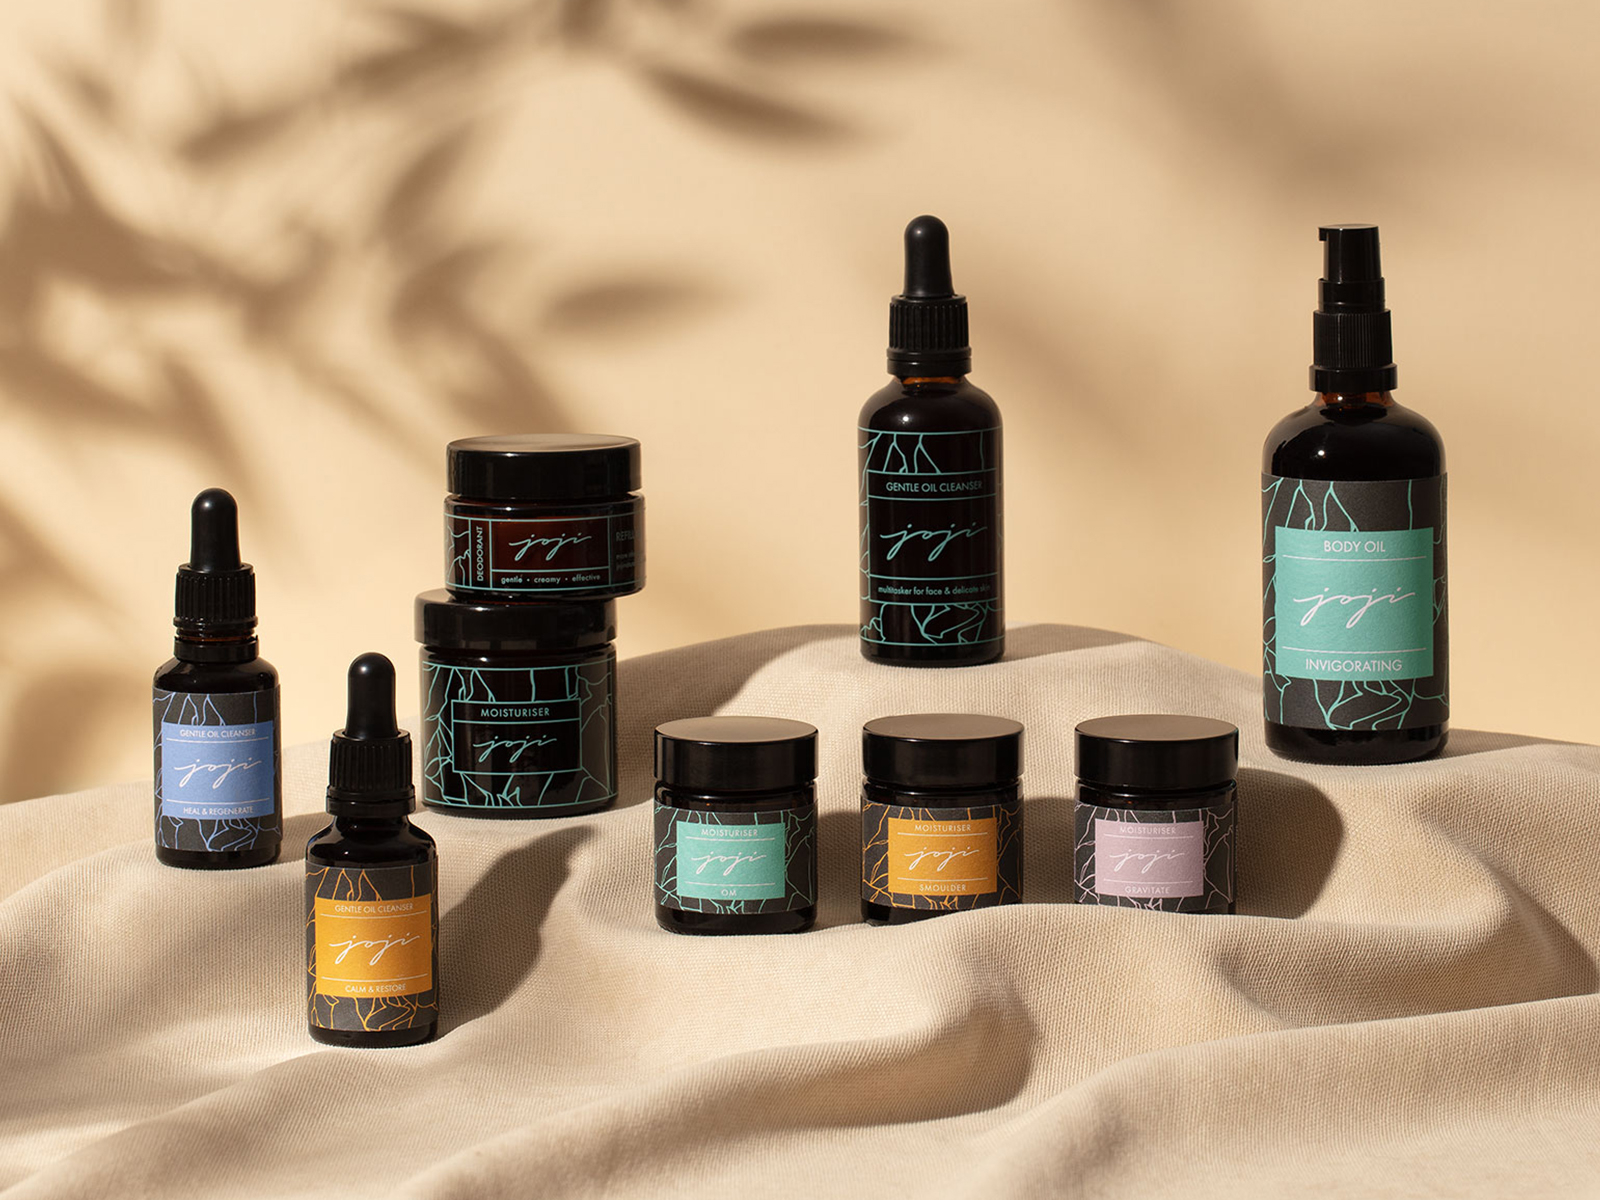 GENTLE OIL CLEANSER
joji
HEAL & REGENERATE
GENTLE OIL CLEANSER
joji
CALM & RESTORE
DEODORANT
joji
gentle • creamy • effective
MOISTURISER
joji
MOISTURISER
joji
OM
GENTLE OIL CLEANSER
joji
multitasker for face & delicate
MOISTURISER
joji
SMOULDER
MOISTURISER
joji
GRAVITATE
BODY OIL
joji
INVIGORATING